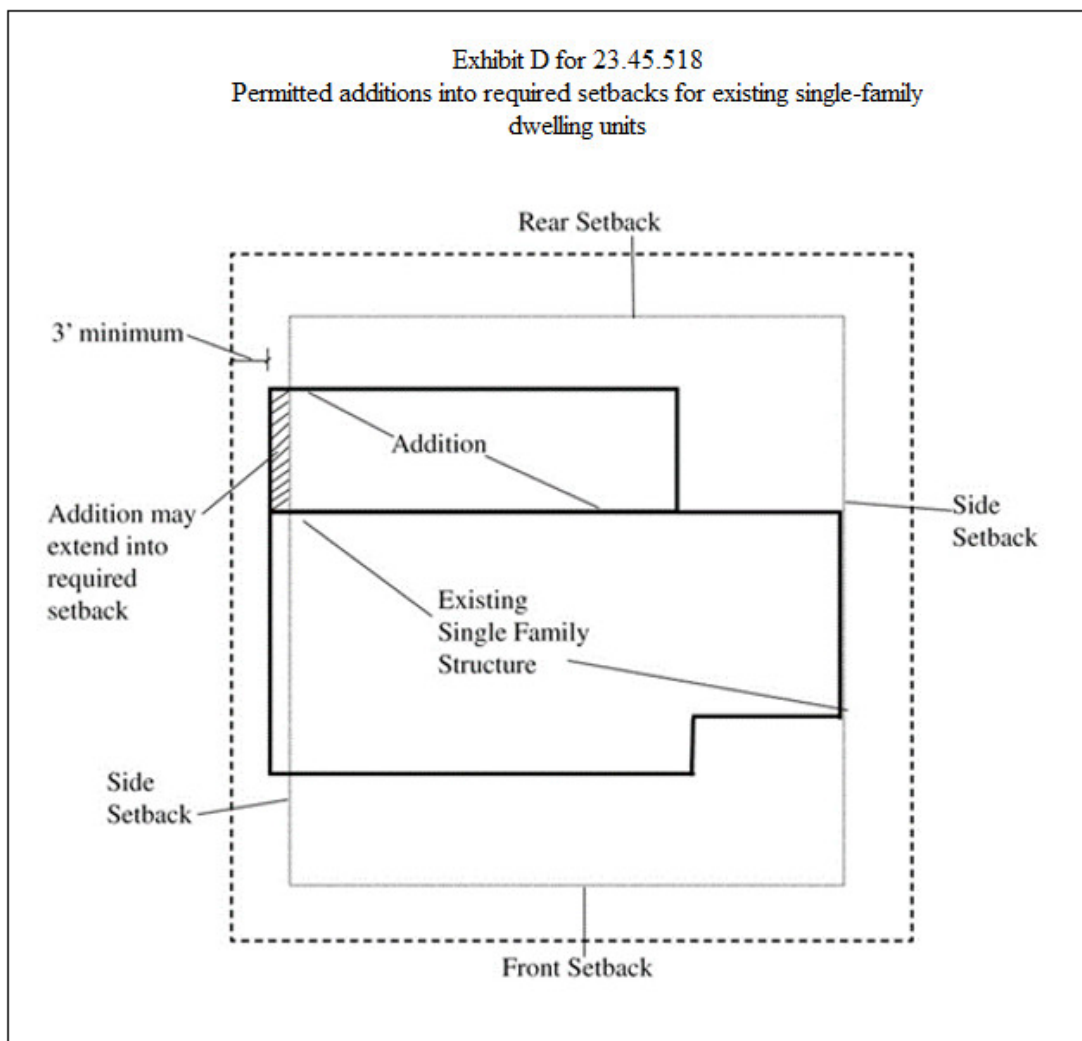 Exhibit D for 23.45.518
Permitted additions into required setbacks for existing single-family
dwelling units
Rear Setback
3’ minimum
Addition
Addition may
extend into
required
setback
Side
Setback
Existing
Single Family
Structure
Side
Setback
Front Setback